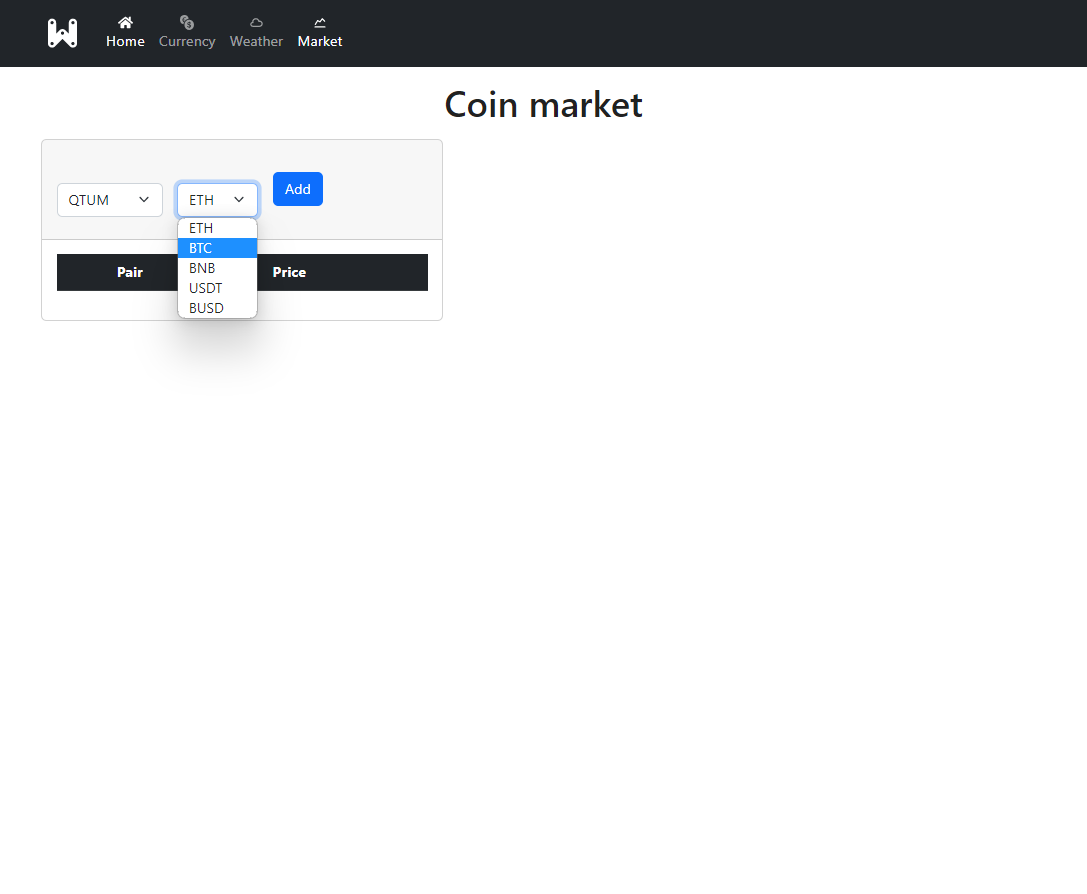 Home Currency Weather Market
Coin market
QTUM ETH Add
ETH
BTC
BNB
USDT
BUSD
Pair Price